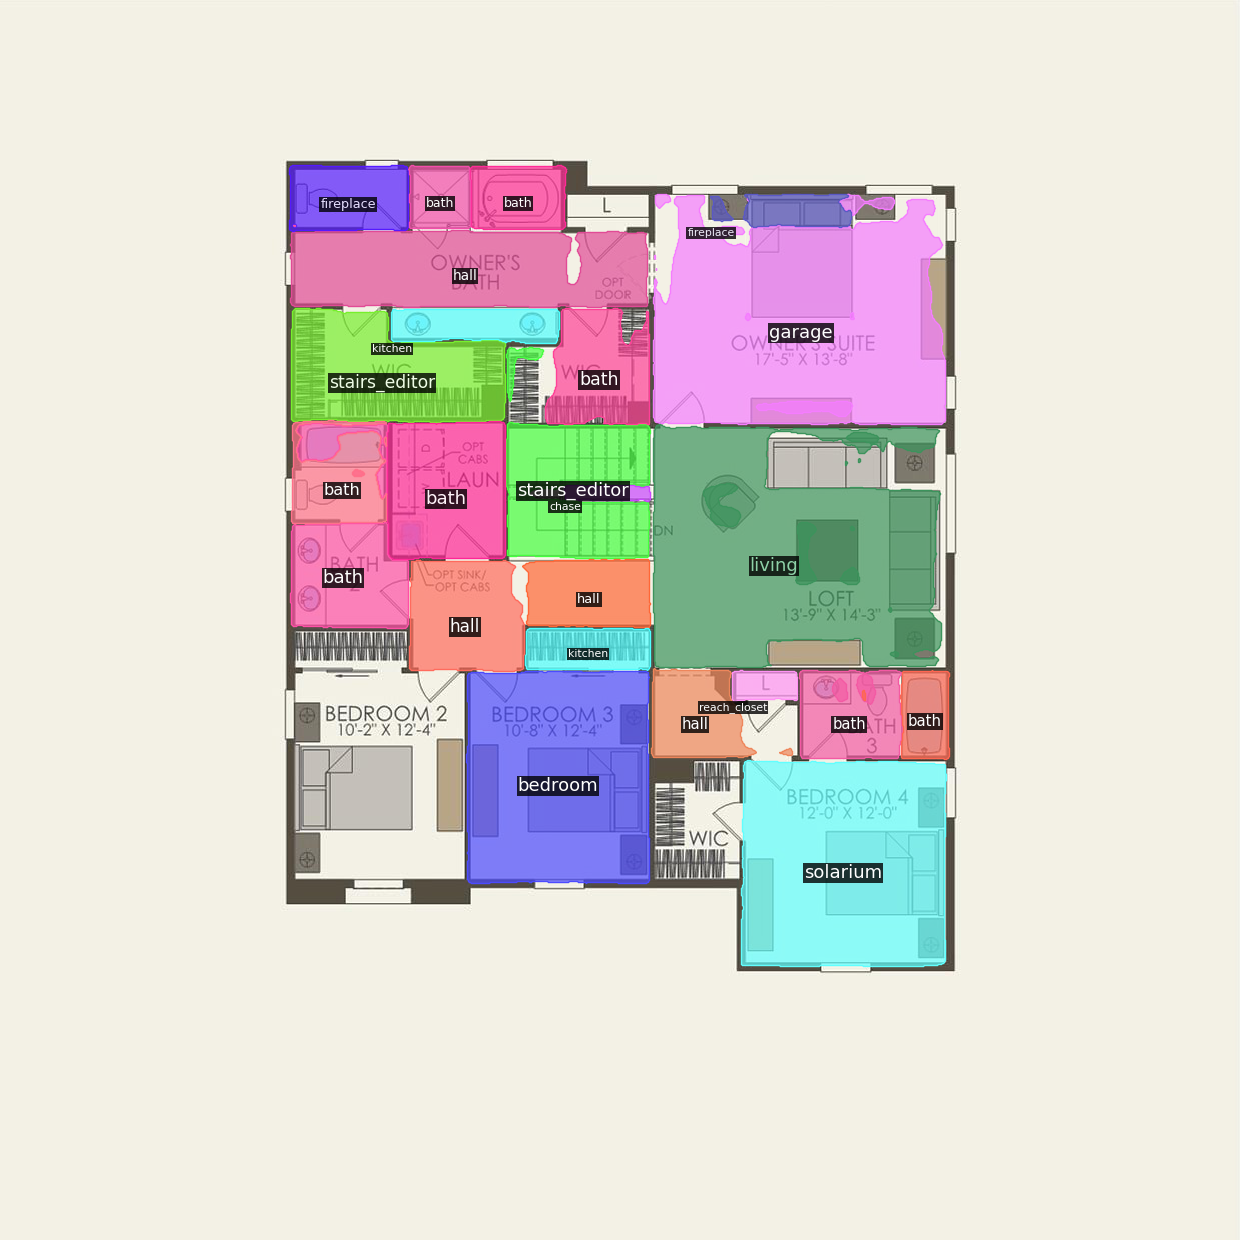 fireplace
bath
bath
L
fireplace
OWNER'S
BATH
hall
OPT
DOOR
garage
OWNER'S SUITE
17'-5" X 13'-8"
kitchen
WIC
stairs_editor
WIC
bath
D
OPT
CABS
LAUN
bath
bath
stairs_editor
chase
DN
BATH
2
bath
OPT SINK/
OPT CABS
living
LOFT
13'-9" X 14'-3"
hall
hall
kitchen
L
reach_closet
hall
bath
BATH
3
bath
BEDROOM 2
10'-2" X 12'-4"
BEDROOM 3
10'-8" X 12'-4"
bedroom
BEDROOM 4
12'-0" X 12'-0"
WIC
solarium